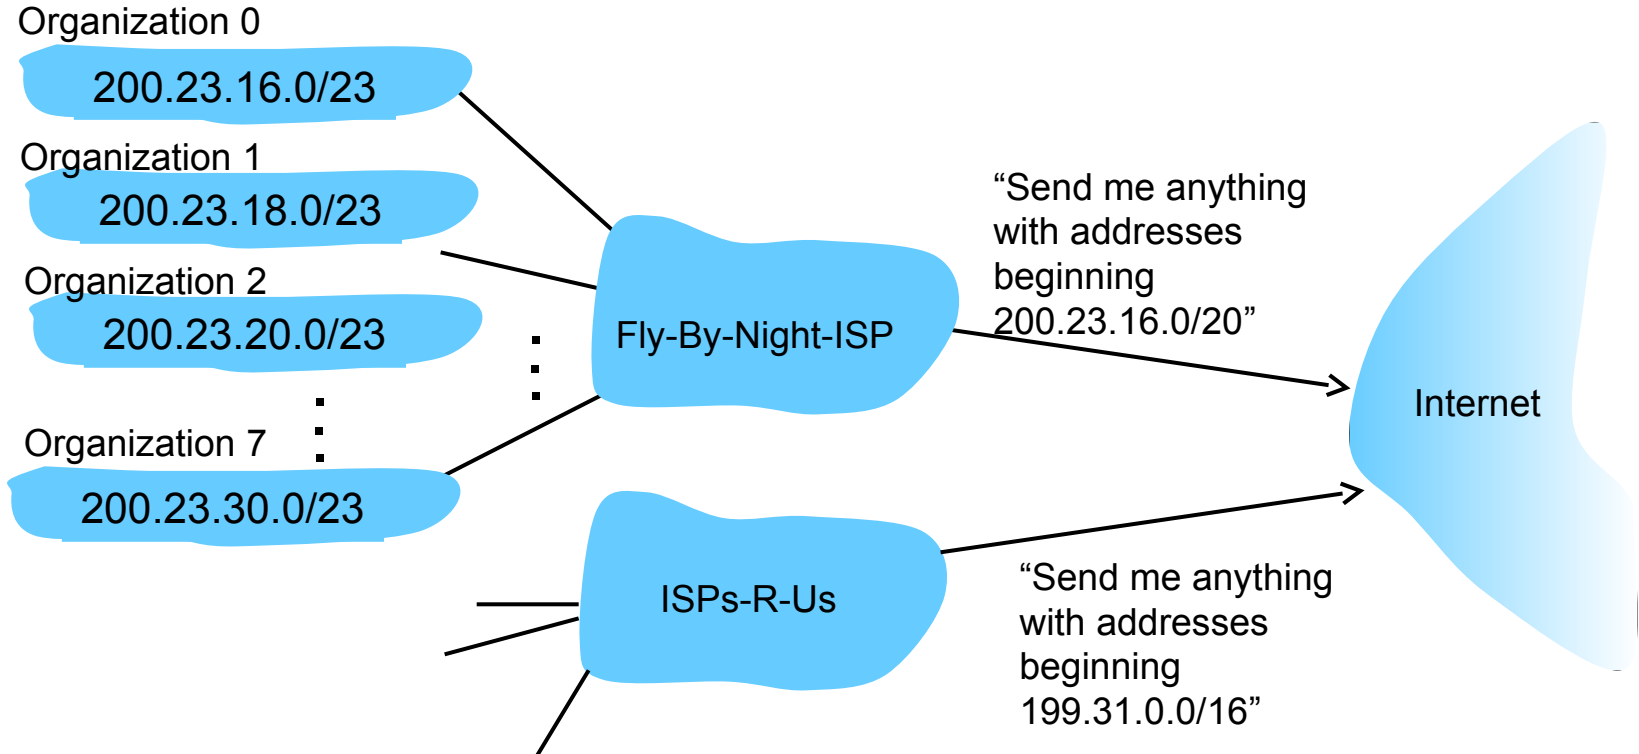 Organization 0
200.23.16.0/23
Organization 1
200.23.18.0/23
Organization 2
200.23.20.0/23
Organization 7
200.23.30.0/23
Fly-By-Night-ISP
“Send me anything
with addresses
beginning
200.23.16.0/20”
Internet
ISPs-R-Us
“Send me anything
with addresses
beginning
199.31.0.0/16”